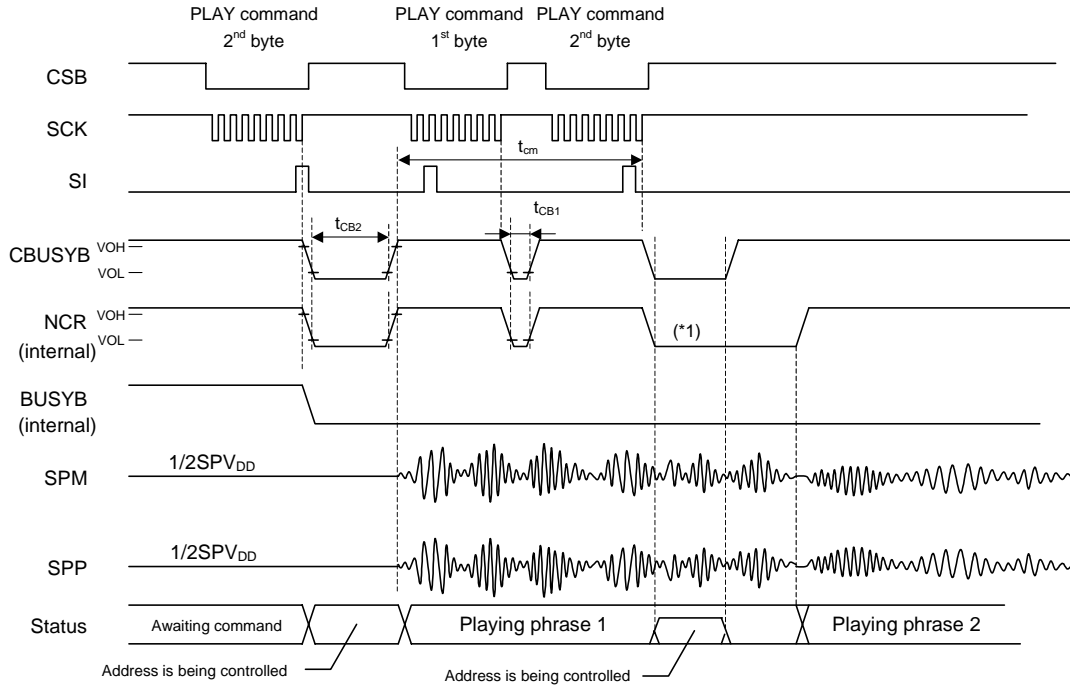 PLAY command
2nd byte
PLAY command
1st byte
PLAY command
2nd byte
CSB
SCK
tcm
SI
tCB2
tCB1
VOH
CBUSYB
VOL
VOH
NCR
(internal)
VOL
(*1)
BUSYB
(internal)
1/2SPVDD
SPM
1/2SPVDD
SPP
Status
Awaiting command
Playing phrase 1
Playing phrase 2
Address is being controlled
Address is being controlled